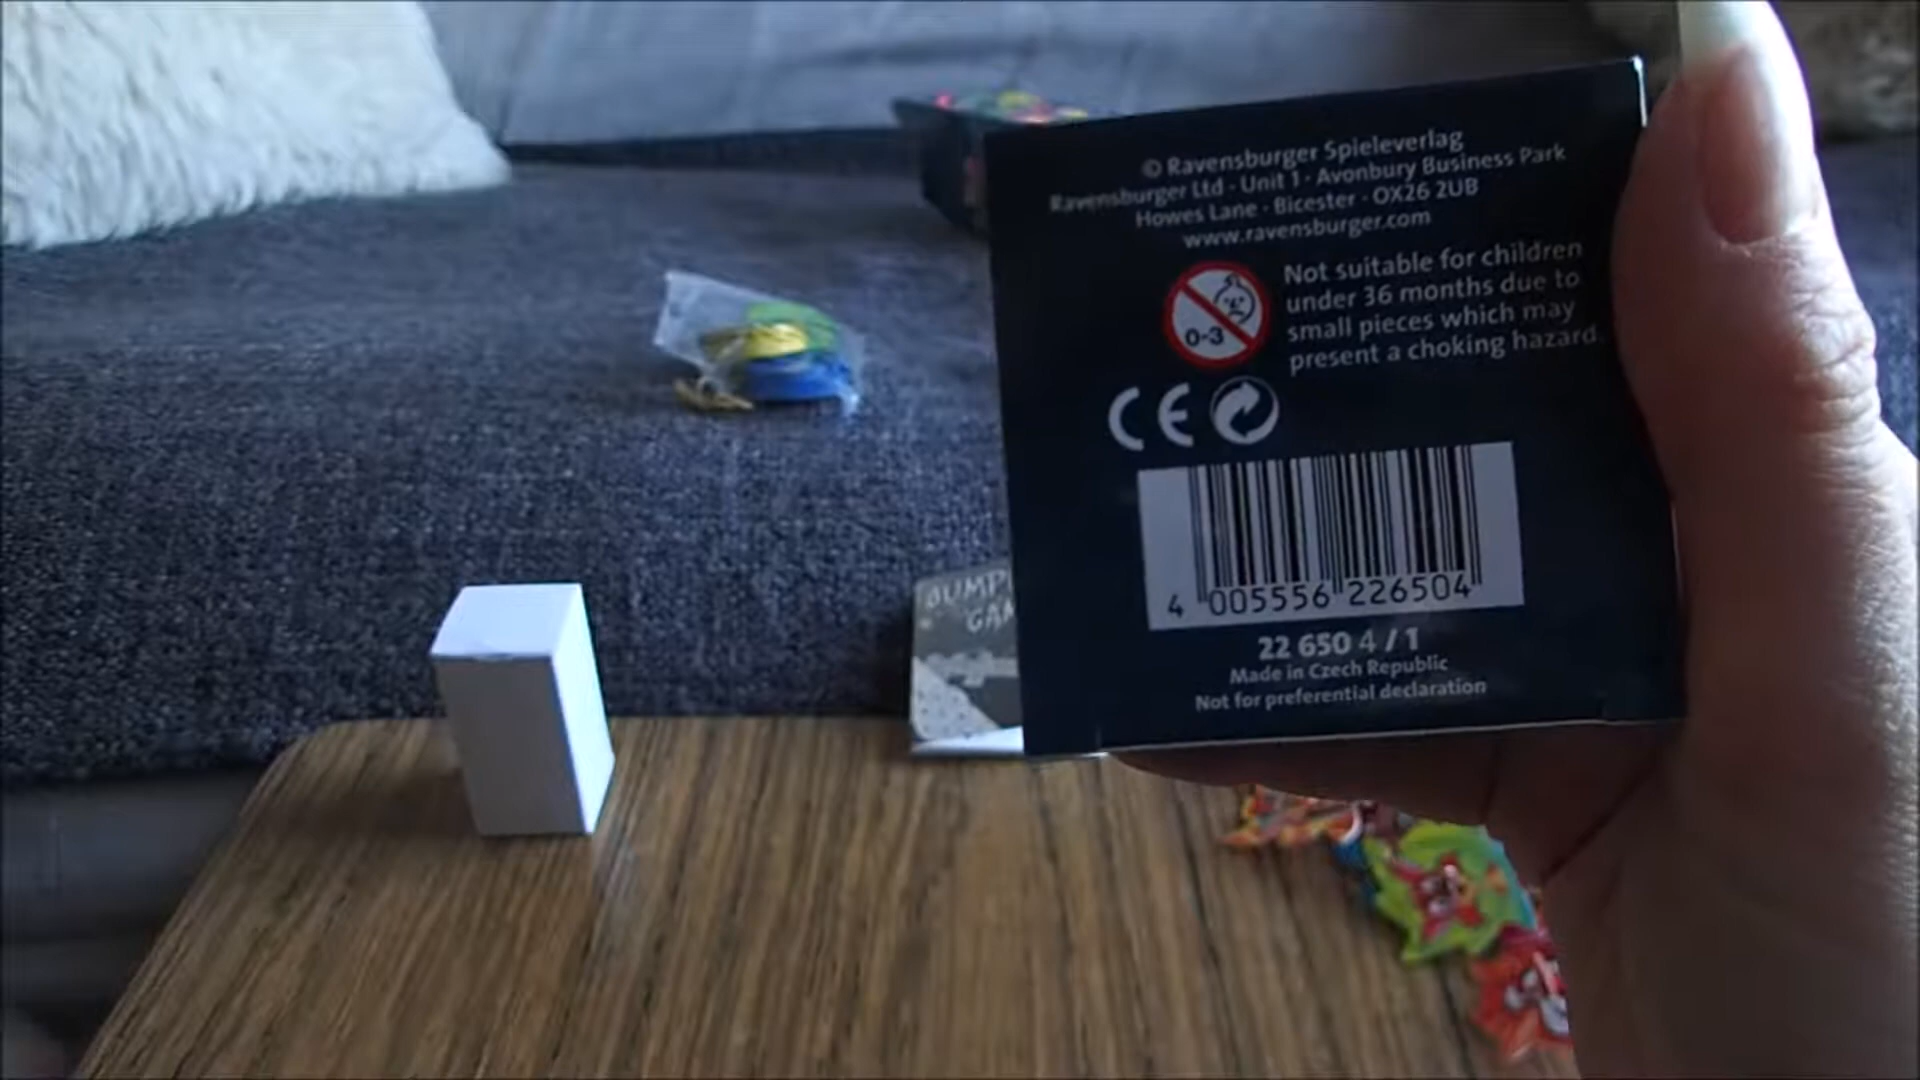 © Ravensburger Spieleverlag
Ravensburger Ltd · Unit 1 · Avonbury Business Park
Howes Lane · Bicester · OX26 2UB
www.ravensburger.com
Not suitable for children
under 36 months due to
small pieces which may
present a choking hazard.
0-3
CE
4 005556 226504
22 650 4 / 1
Made in Czech Republic
Not for preferential declaration